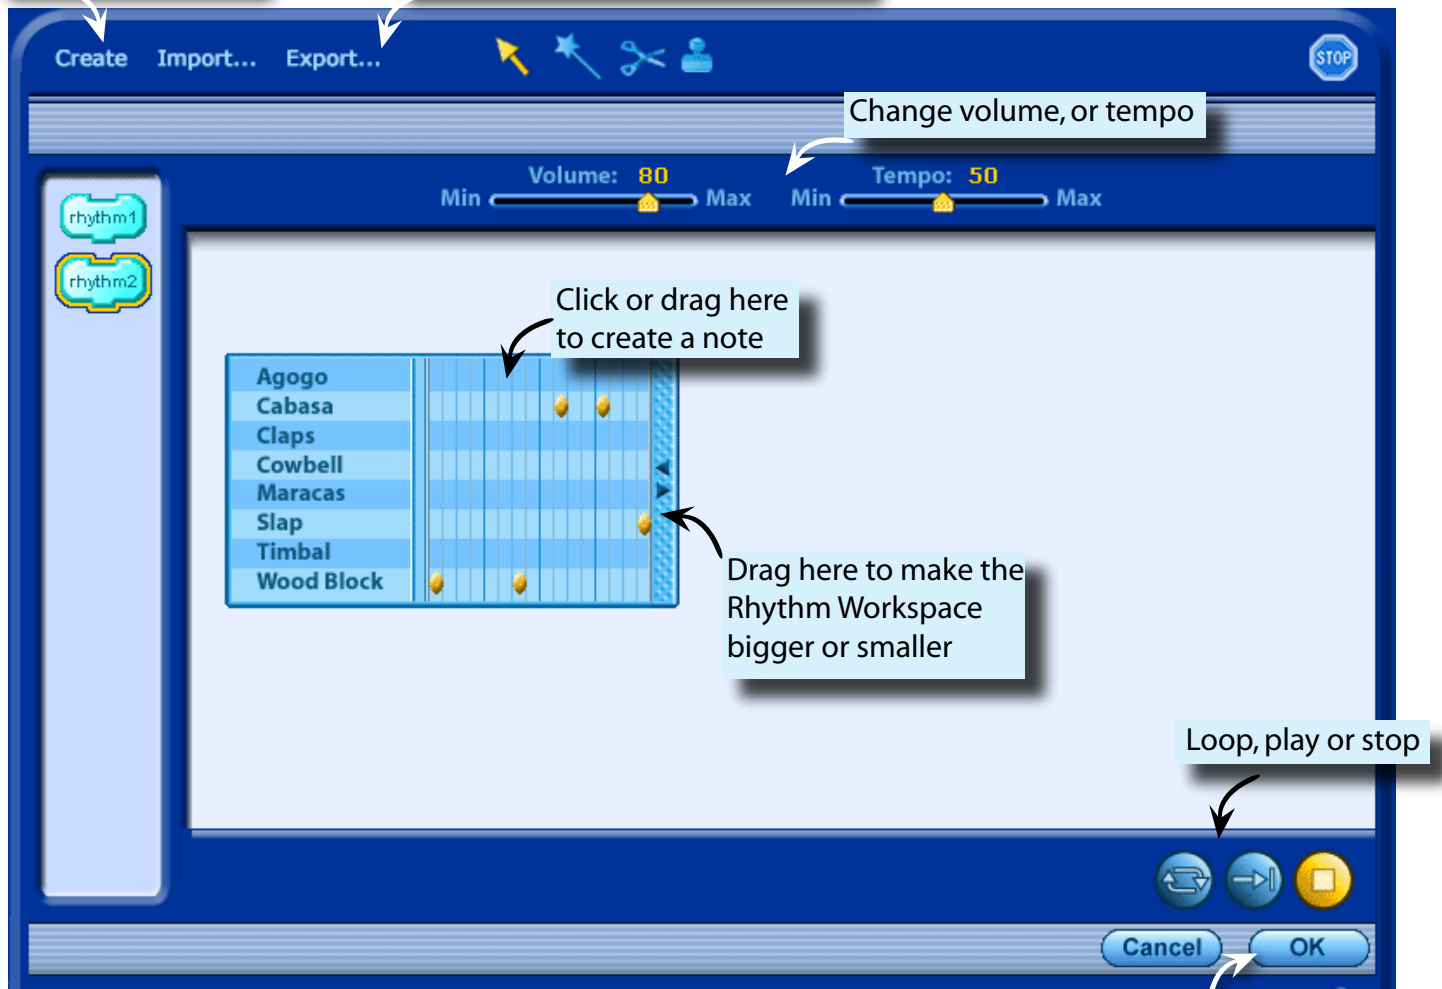 Create Import... Export...
STOP
Change volume, or tempo
Volume: 80
Min Max
Tempo: 50
Min Max
rhythm1
rhythm2
Click or drag here
to create a note
Agogo
Cabasa
Claps
Cowbell
Maracas
Slap
Timbal
Wood Block
Drag here to make the
Rhythm Workspace
bigger or smaller
Loop, play or stop
Cancel
OK